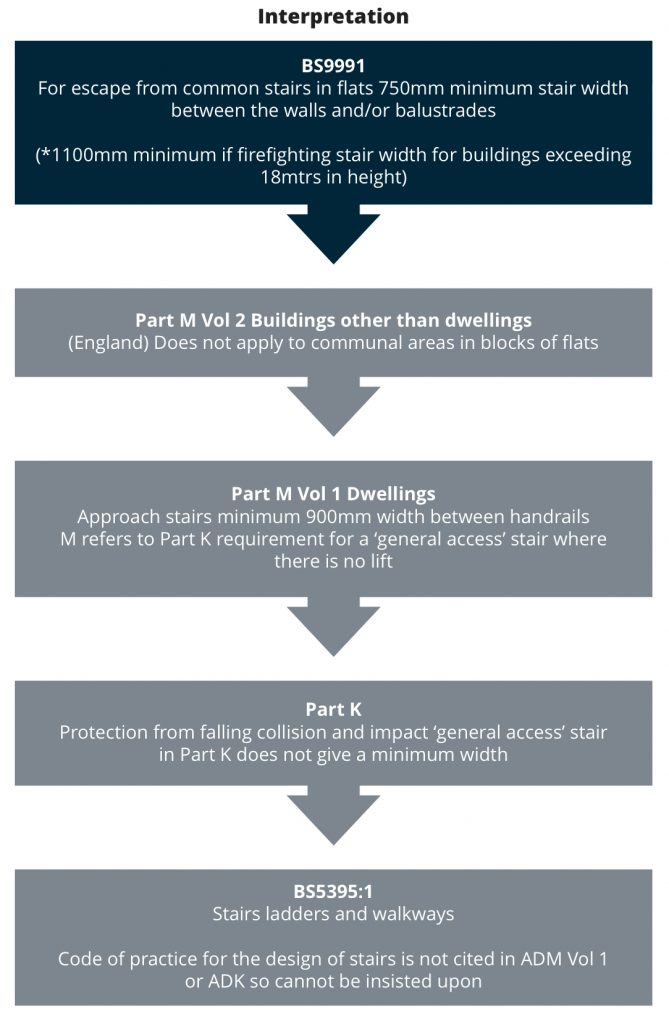 Interpretation
BS9991
For escape from common stairs in flats 750mm minimum stair width
between the walls and/or balustrades
(*1100mm minimum if firefighting stair width for buildings exceeding
18mtrs in height)
Part M Vol 2 Buildings other than dwellings
(England) Does not apply to communal areas in blocks of flats
Part M Vol 1 Dwellings
Approach stairs minimum 900mm width between handrails
M refers to Part K requirement for a ‘general access’ stair where
there is no lift
Part K
Protection from falling collision and impact ‘general access’ stair
in Part K does not give a minimum width
BS5395:1
Stairs ladders and walkways
Code of practice for the design of stairs is not cited in ADM Vol 1
or ADK so cannot be insisted upon